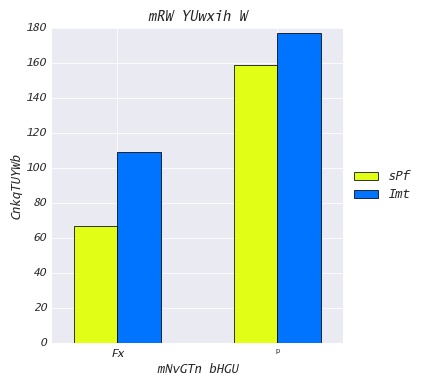 mRW YUwxih W
180
160
140
120
100
80
60
40
20
0
CnkqTUYWb
sPf
Imt
Fx
P
mNvGTn bHGU